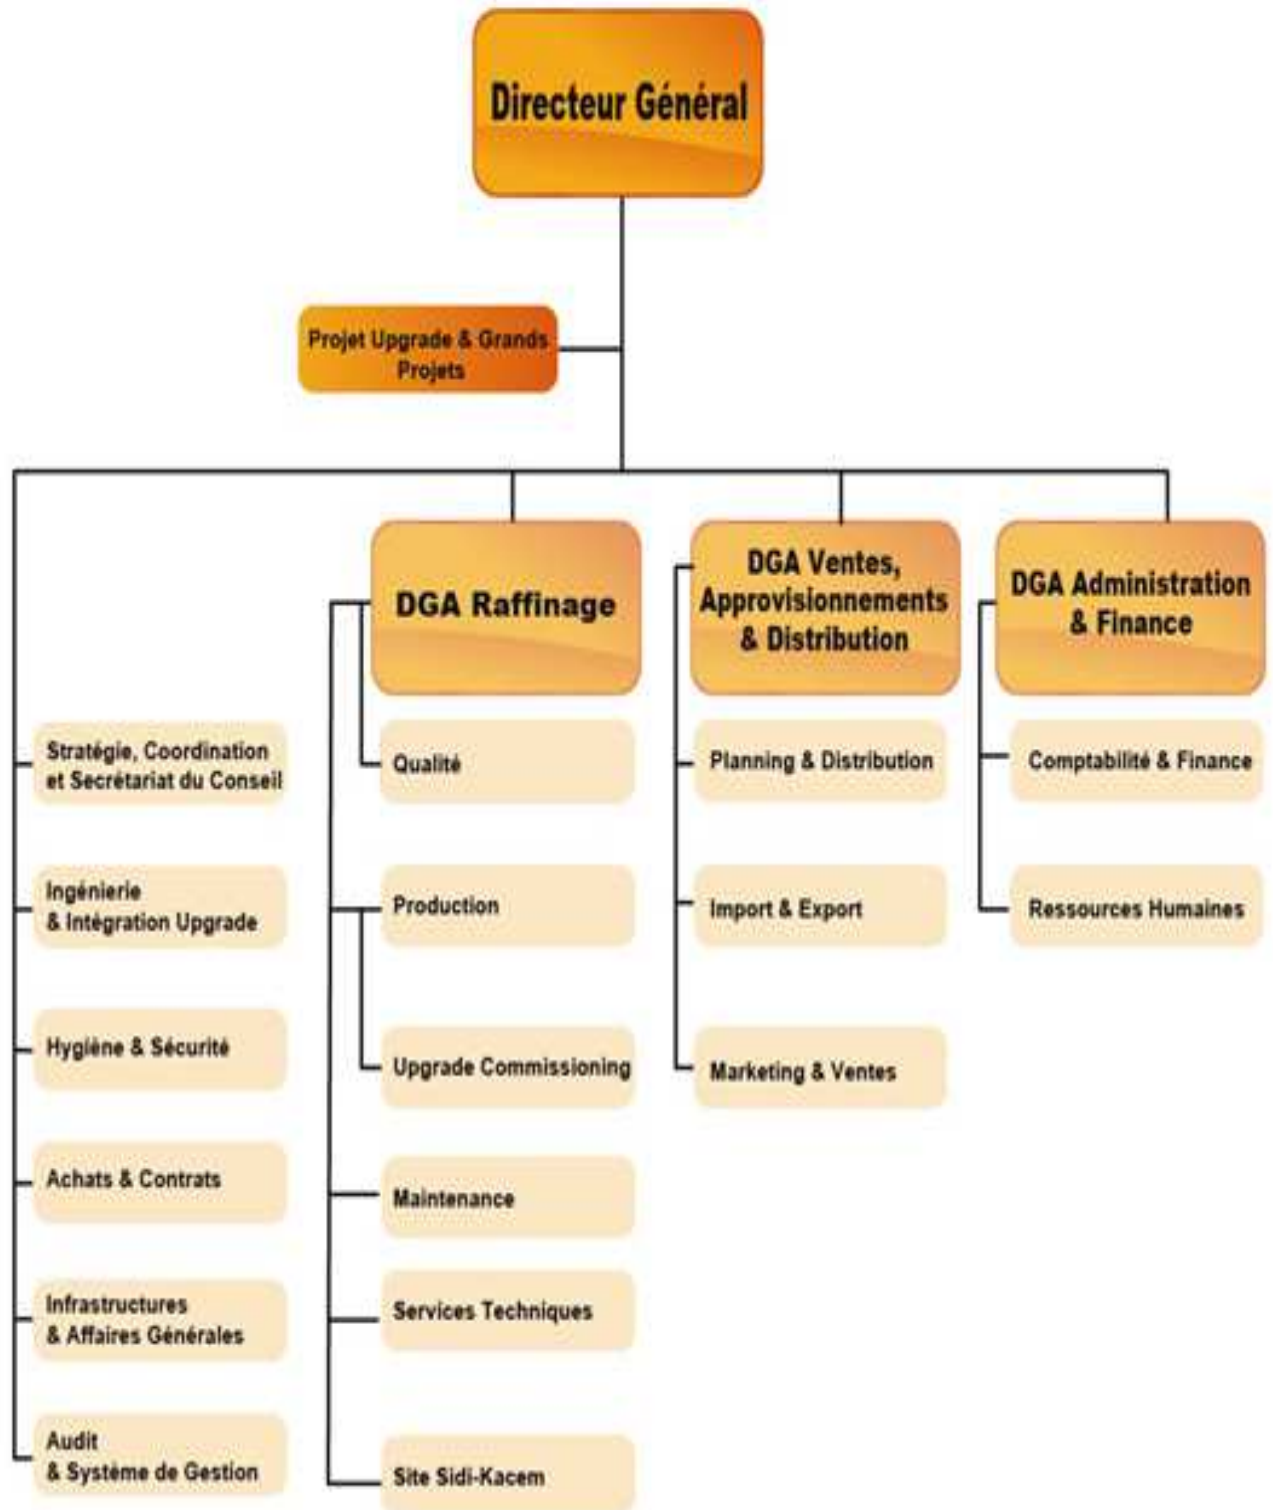 Directeur Général
Projet Upgrade & Grands
Projets
DGA Raffinage
DGA Ventes,
Approvisionnements
& Distribution
DGA Administration
& Finance
Stratégie, Coordination
et Secrétariat du Conseil
Ingénierie
& Intégration Upgrade
Hygiène & Sécurité
Achats & Contrats
Infrastructures
& Affaires Générales
Audit
& Système de Gestion
Qualité
Production
Upgrade Commissioning
Maintenance
Services Techniques
Site Sidi-Kacem
Planning & Distribution
Import & Export
Marketing & Ventes
Comptabilité & Finance
Ressources Humaines